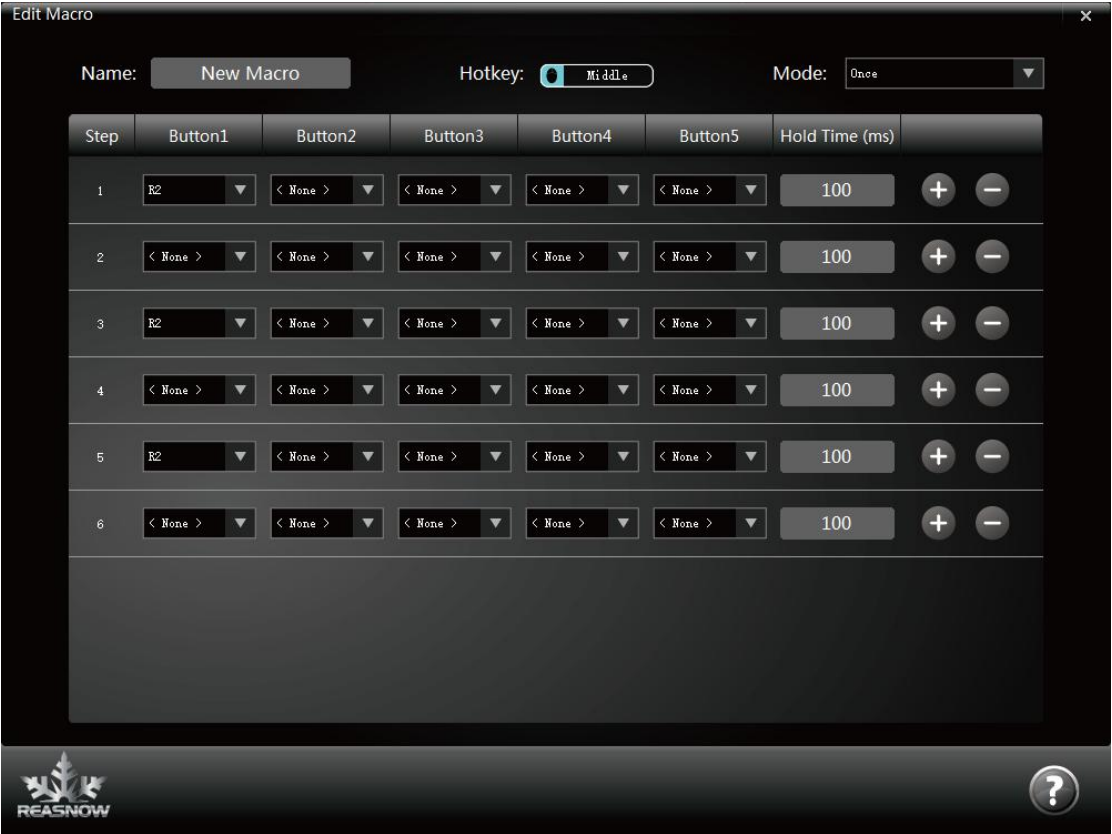 Edit Macro ×
Name: New Macro Hotkey: Middle Mode: Once
Step Button1 Button2 Button3 Button4 Button5 Hold Time (ms)
1 R2 < None > < None > < None > < None > 100 + −
2 < None > < None > < None > < None > < None > 100 + −
3 R2 < None > < None > < None > < None > 100 + −
4 < None > < None > < None > < None > < None > 100 + −
5 R2 < None > < None > < None > < None > 100 + −
6 < None > < None > < None > < None > < None > 100 + −
REASNOW ?